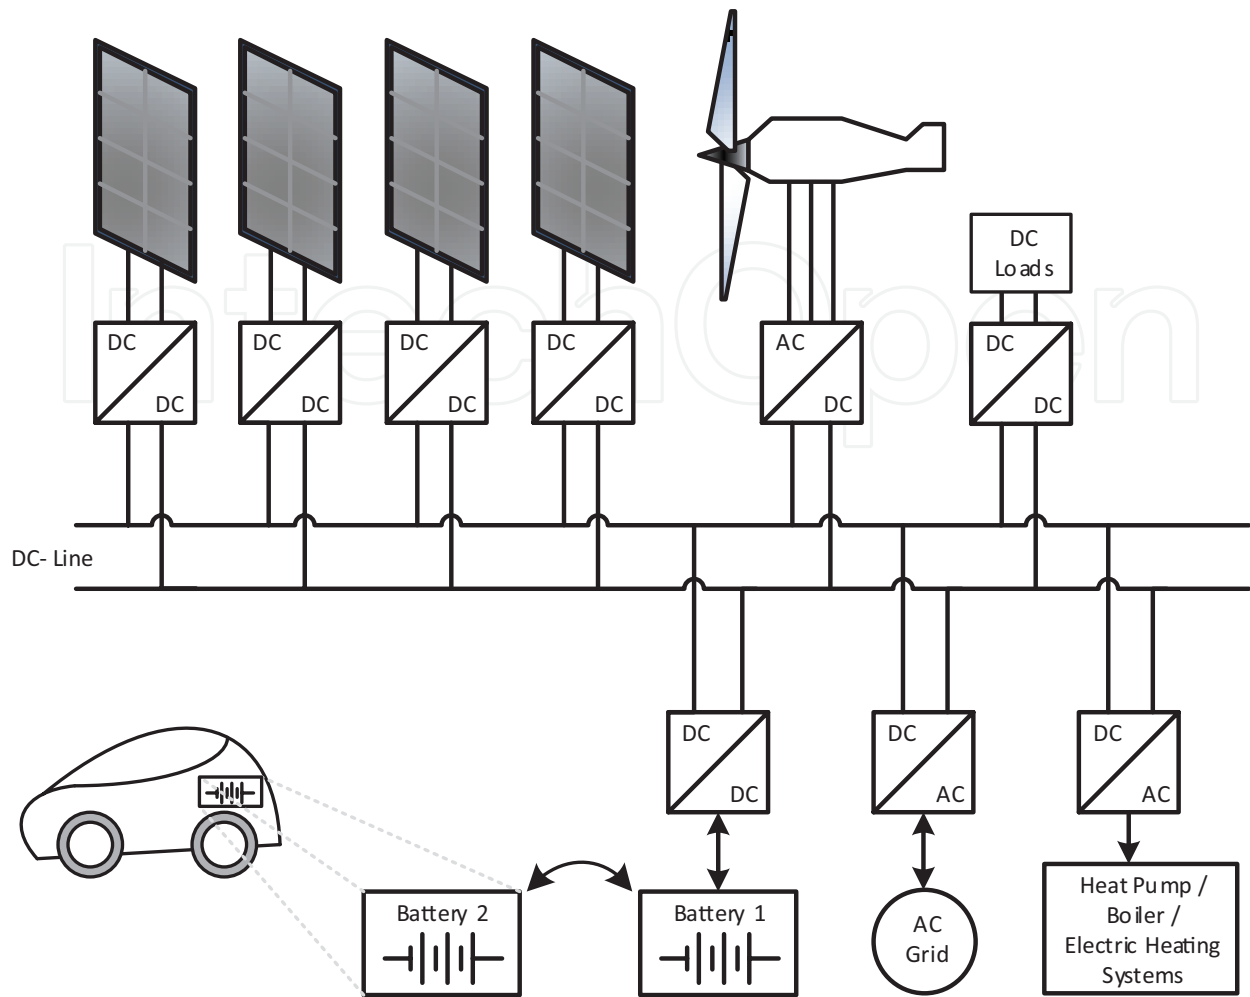 IntechOpen
DC
Loads
DC
DC
DC
DC
DC
DC
DC
DC
AC
DC
DC
DC
DC- Line
DC
DC
DC
AC
DC
AC
Battery 2
Battery 1
AC
Grid
Heat Pump /
Boiler /
Electric Heating
Systems